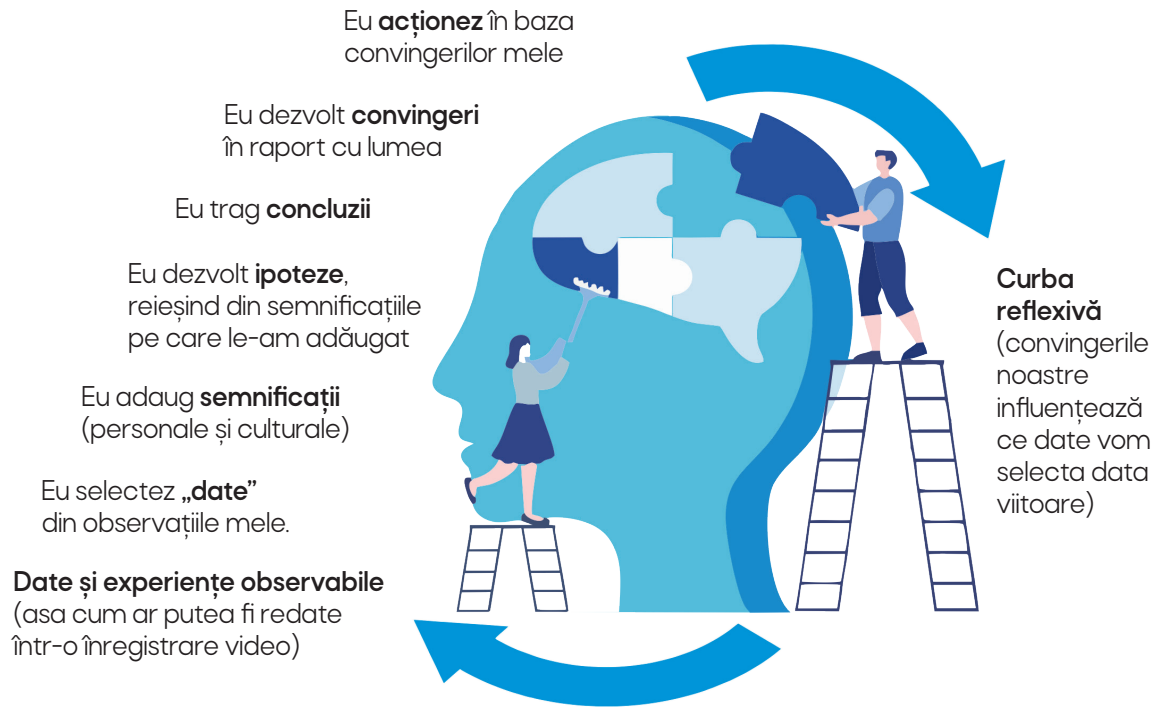 Eu acționez în baza
convingerilor mele
Eu dezvolt convingeri
în raport cu lumea
Eu trag concluzii
Eu dezvolt ipoteze,
reieșind din semnificațiile
pe care le-am adăugat
Eu adaug semnificații
(personale și culturale)
Eu selectez „date”
din observațiile mele.
Date și experiențe observabile
(asa cum ar putea fi redate
într-o înregistrare video)
Curba
reflexivă
(convingerile
noastre
influențează
ce date vom
selecta data
viitoare)